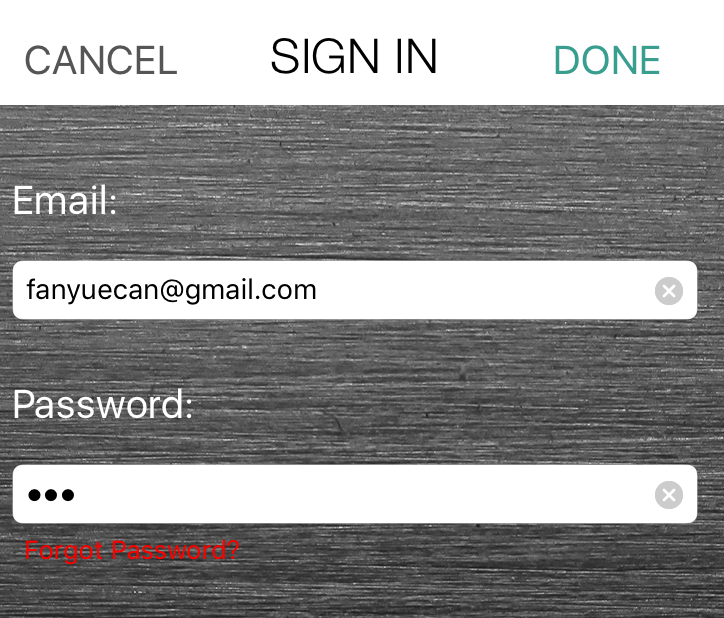 CANCEL SIGN IN DONE
Email:
fanyuecan@gmail.com
Password:
•••
Forgot Password?